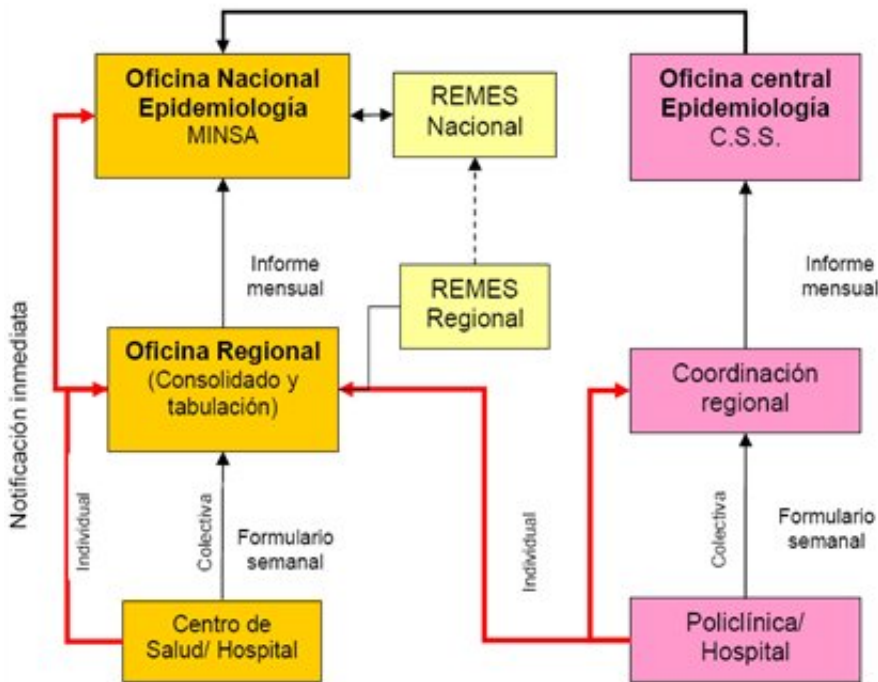 Oficina Nacional
Epidemiología
MINSA
REMES
Nacional
Oficina central
Epidemiología
C.S.S.
Informe
mensual
REMES
Regional
Informe
mensual
Notificación inmediata
Oficina Regional
(Consolidado y
tabulación)
Coordinación
regional
Individual
Colectiva
Formulario
semanal
Individual
Colectiva
Formulario
semanal
Centro de
Salud/ Hospital
Policlínica/
Hospital